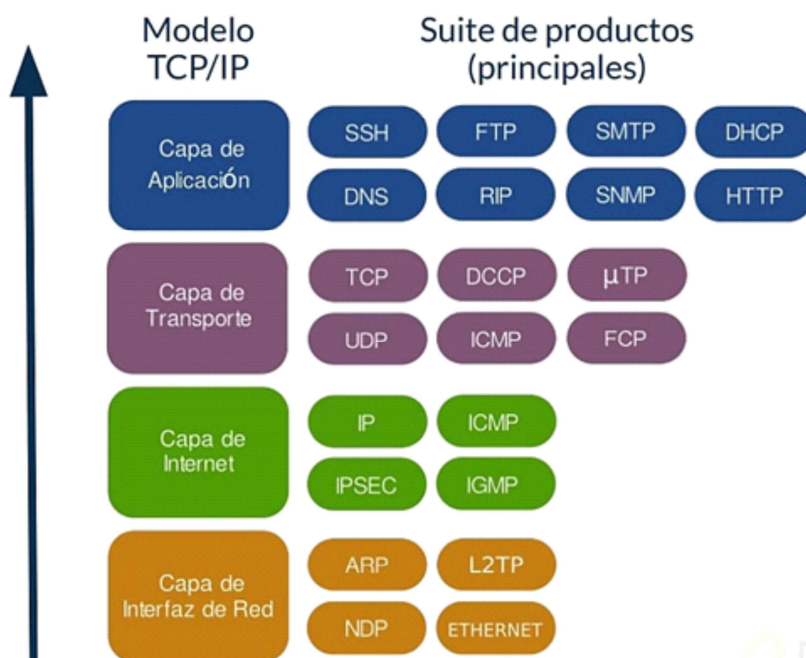 Modelo
TCP/IP
Suite de productos
(principales)
Capa de
Aplicación
SSH FTP SMTP DHCP
DNS RIP SNMP HTTP
Capa de
Transporte
TCP DCCP µTP
UDP ICMP FCP
Capa de
Internet
IP ICMP
IPSEC IGMP
Capa de
Interfaz de Red
ARP L2TP
NDP ETHERNET